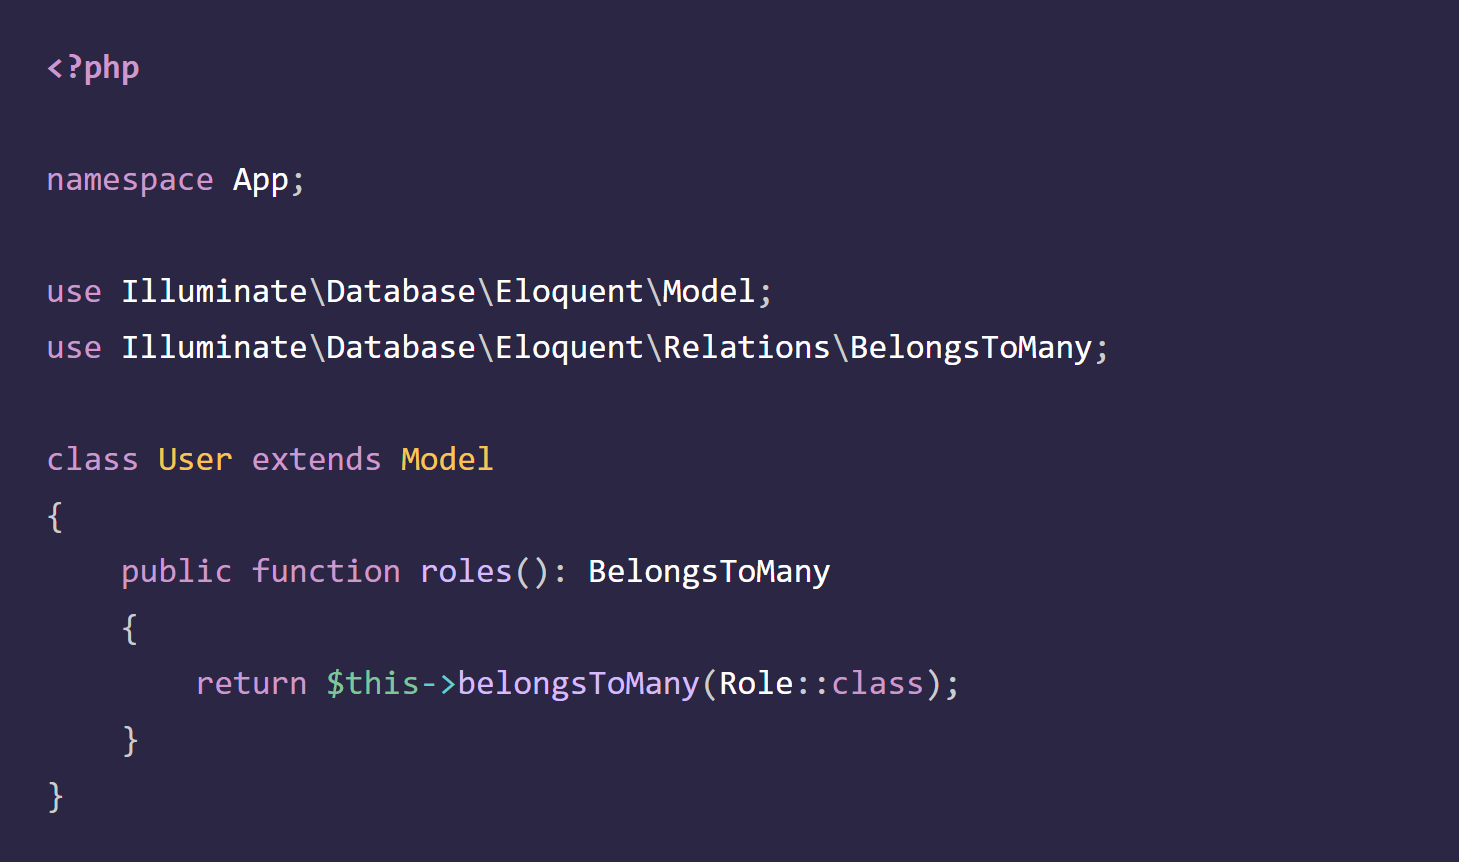 <?php
namespace App;
use Illuminate\Database\Eloquent\Model;
use Illuminate\Database\Eloquent\Relations\BelongsToMany;
class User extends Model
{
    public function roles(): BelongsToMany
    {
        return $this->belongsToMany(Role::class);
    }
}